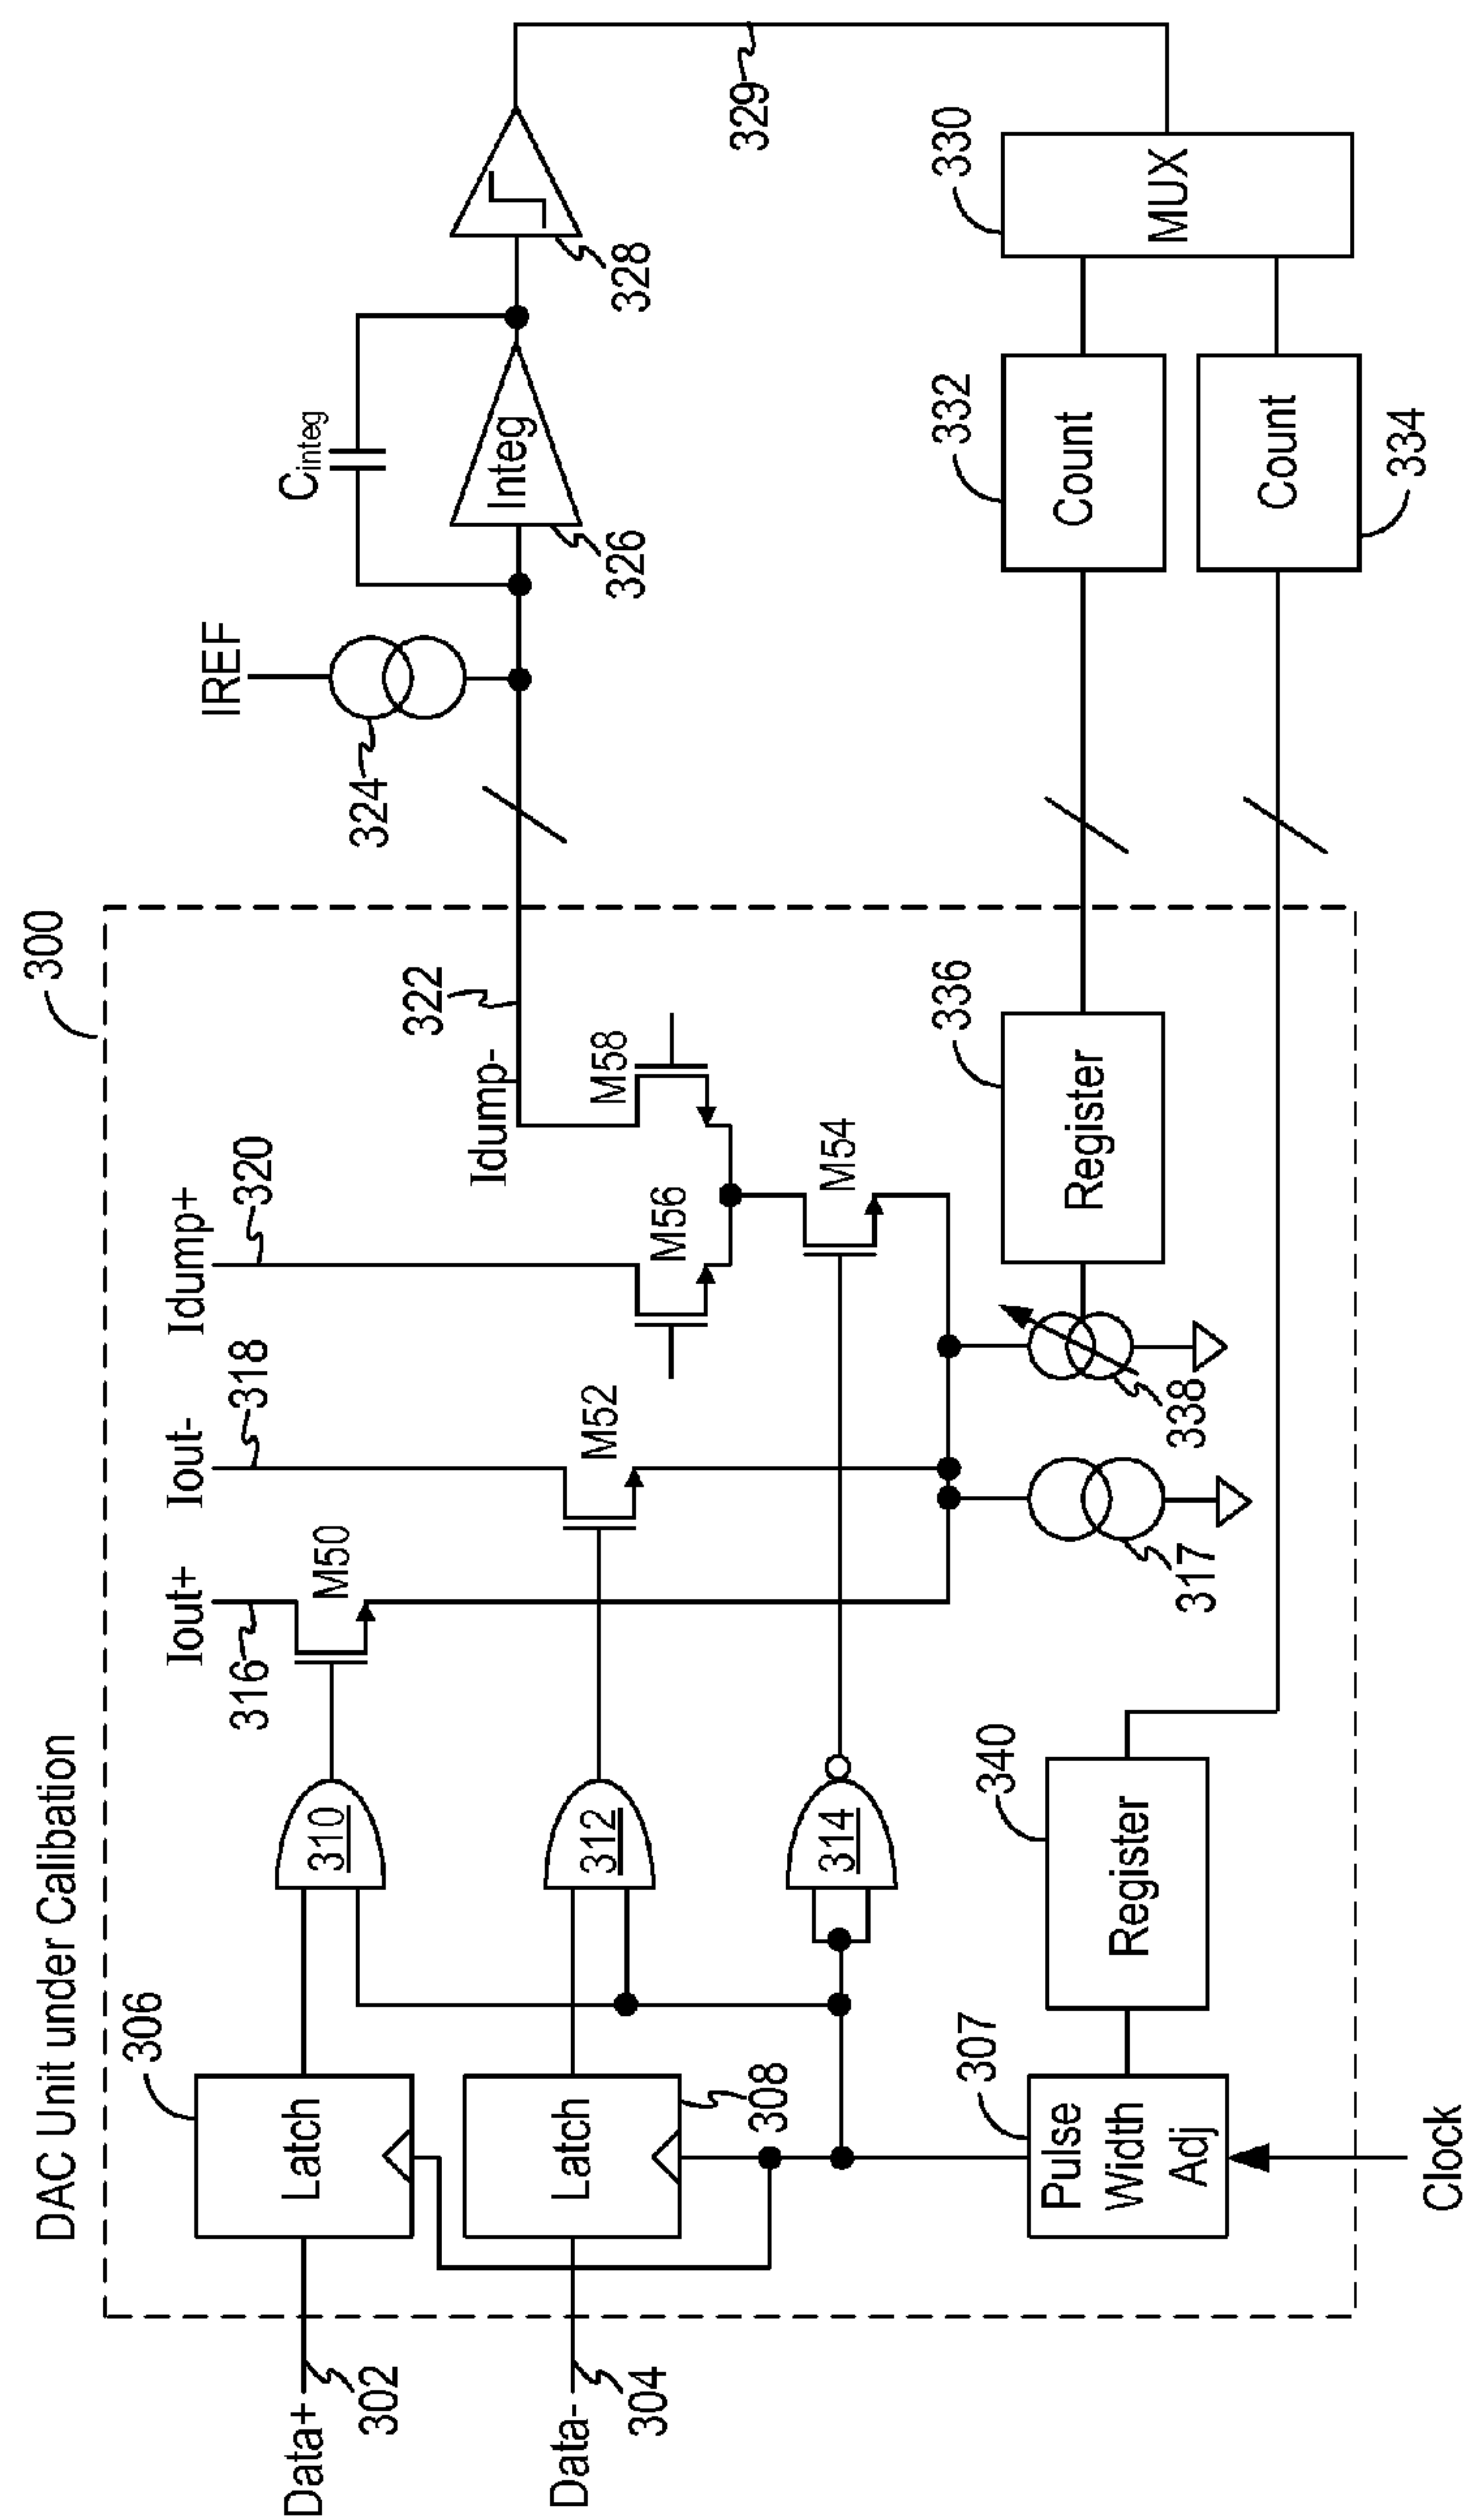 DAC Unit under Calibation
300
Data+
302
Data-
304
306
Latch
Latch
308
307
Pulse
Width
Adj
Clock
310
312
314
340
Register
Iout+
316
M50
Iout-
318
M52
317
338
Idump+
320
M56
Idump-
322
M58
M54
336
Register
IREF
324
Cinteg
Integ
326
328
329
330
MUX
332
Count
Count
334